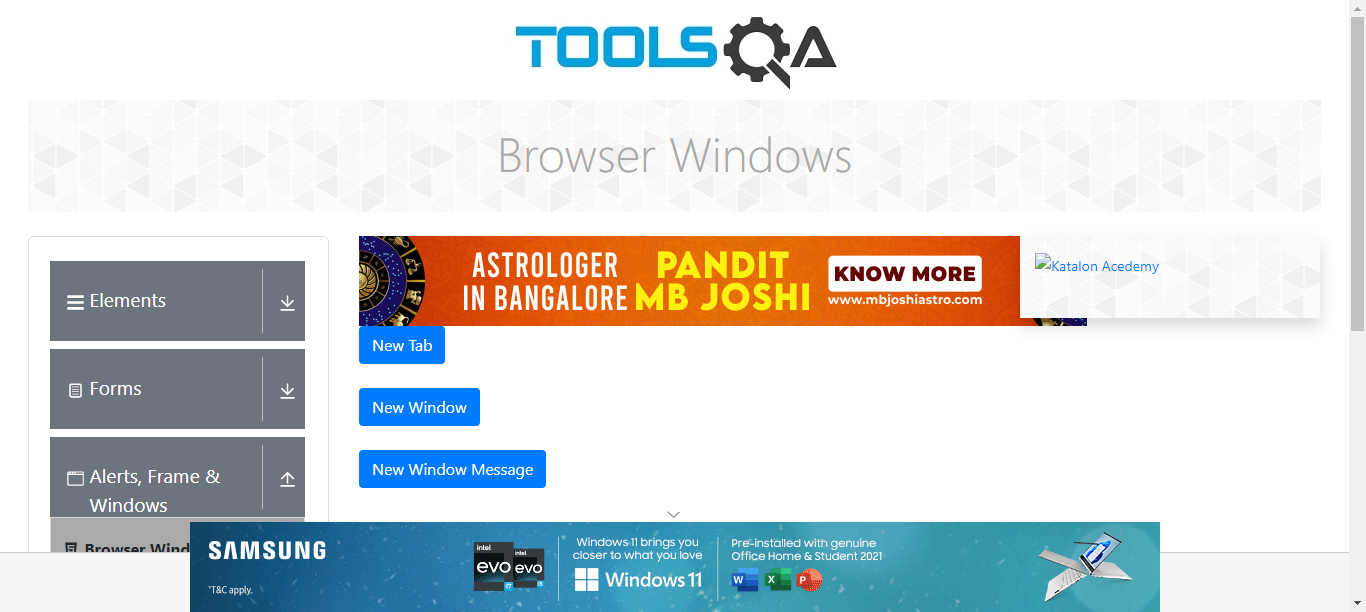 TOOLSQA
Browser Windows
Elements
Forms
Alerts, Frame &
Windows
Browser Wind
ASTROLOGER
IN BANGALORE
PANDIT
MB JOSHI
KNOW MORE
www.mbjoshiastro.com
Katalon Acedemy
New Tab
New Window
New Window Message
SAMSUNG
*T&C apply.
intel
evo
i7
intel
evo
Windows 11 brings you
closer to what you love
Windows 11
Pre-installed with genuine
Office Home & Student 2021
W
X
P